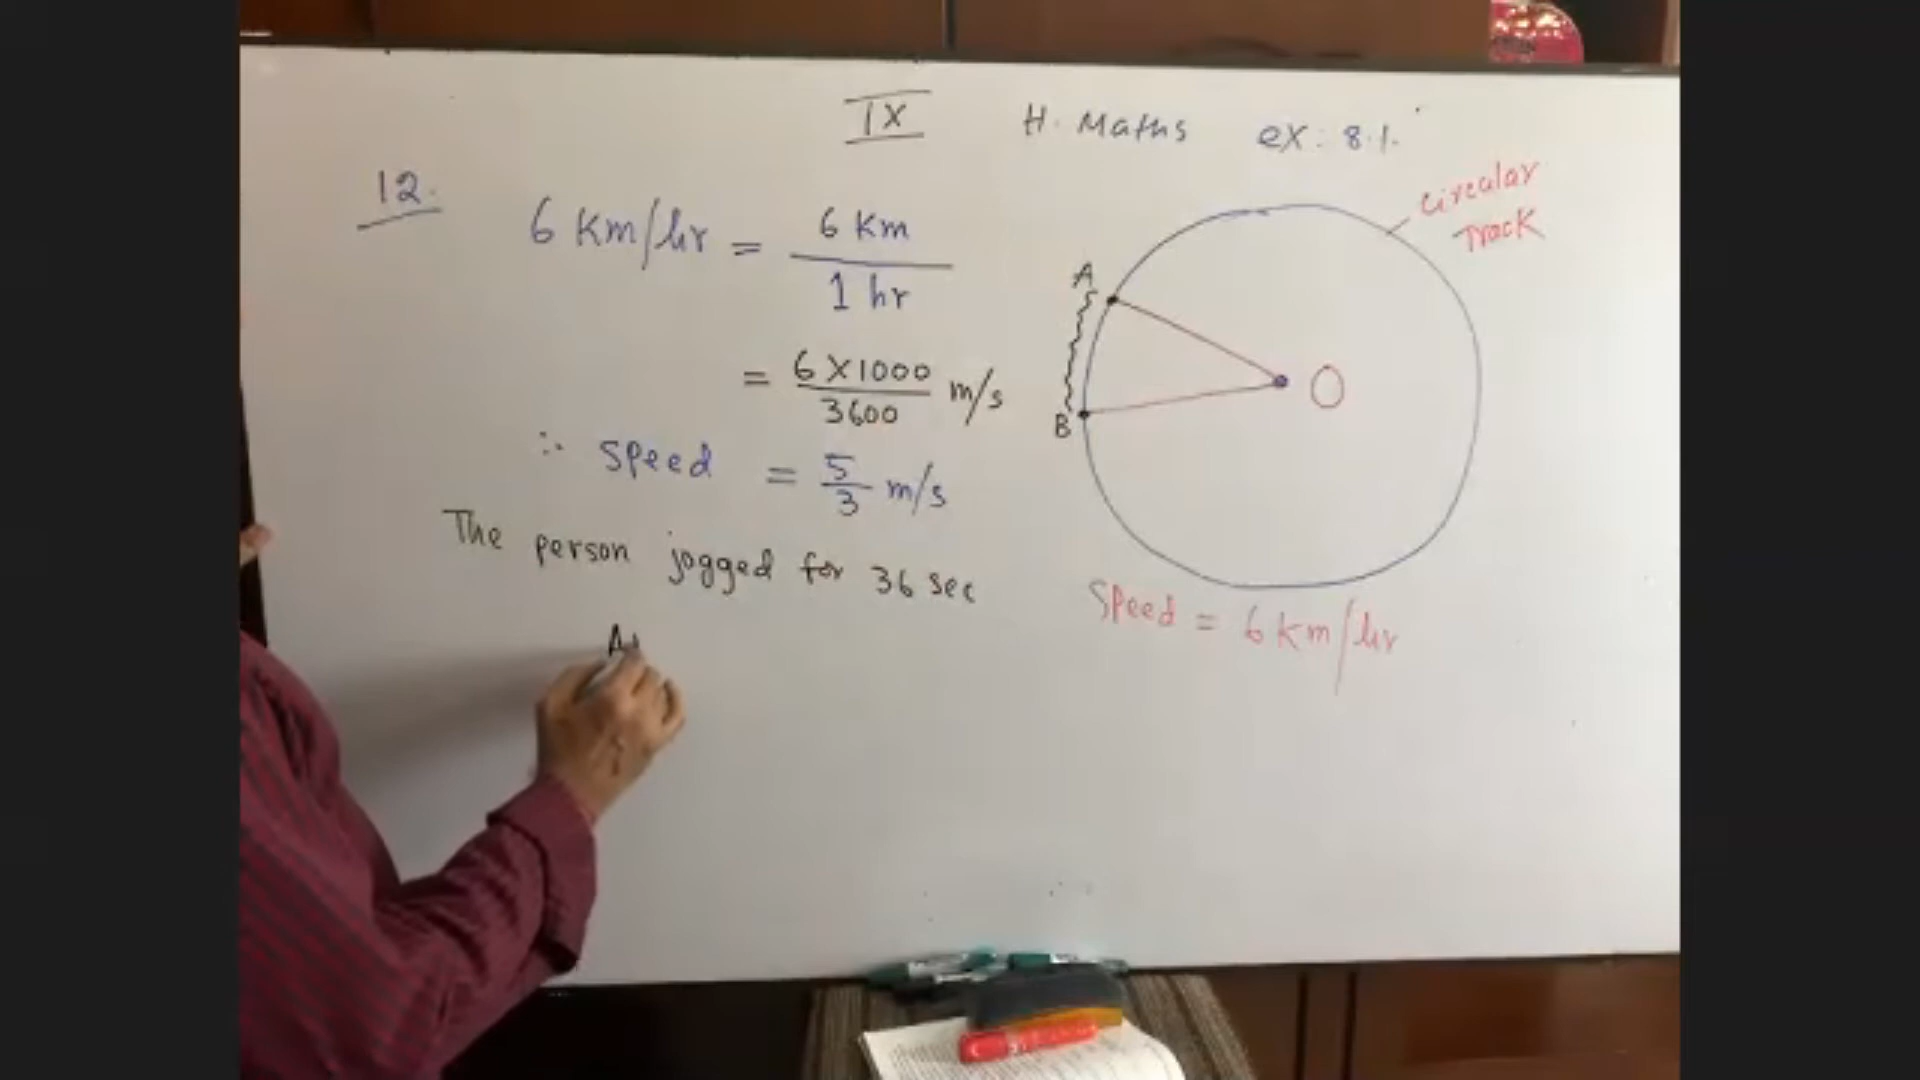 IX H. Maths ex: 8.1.
12.
6 Km/hr = 6 Km / 1 hr
= 6 X 1000 / 3600 m/s
∴ Speed = 5/3 m/s
The person jogged for 36 sec
A
B
O
circular
Track
Speed = 6 km/hr